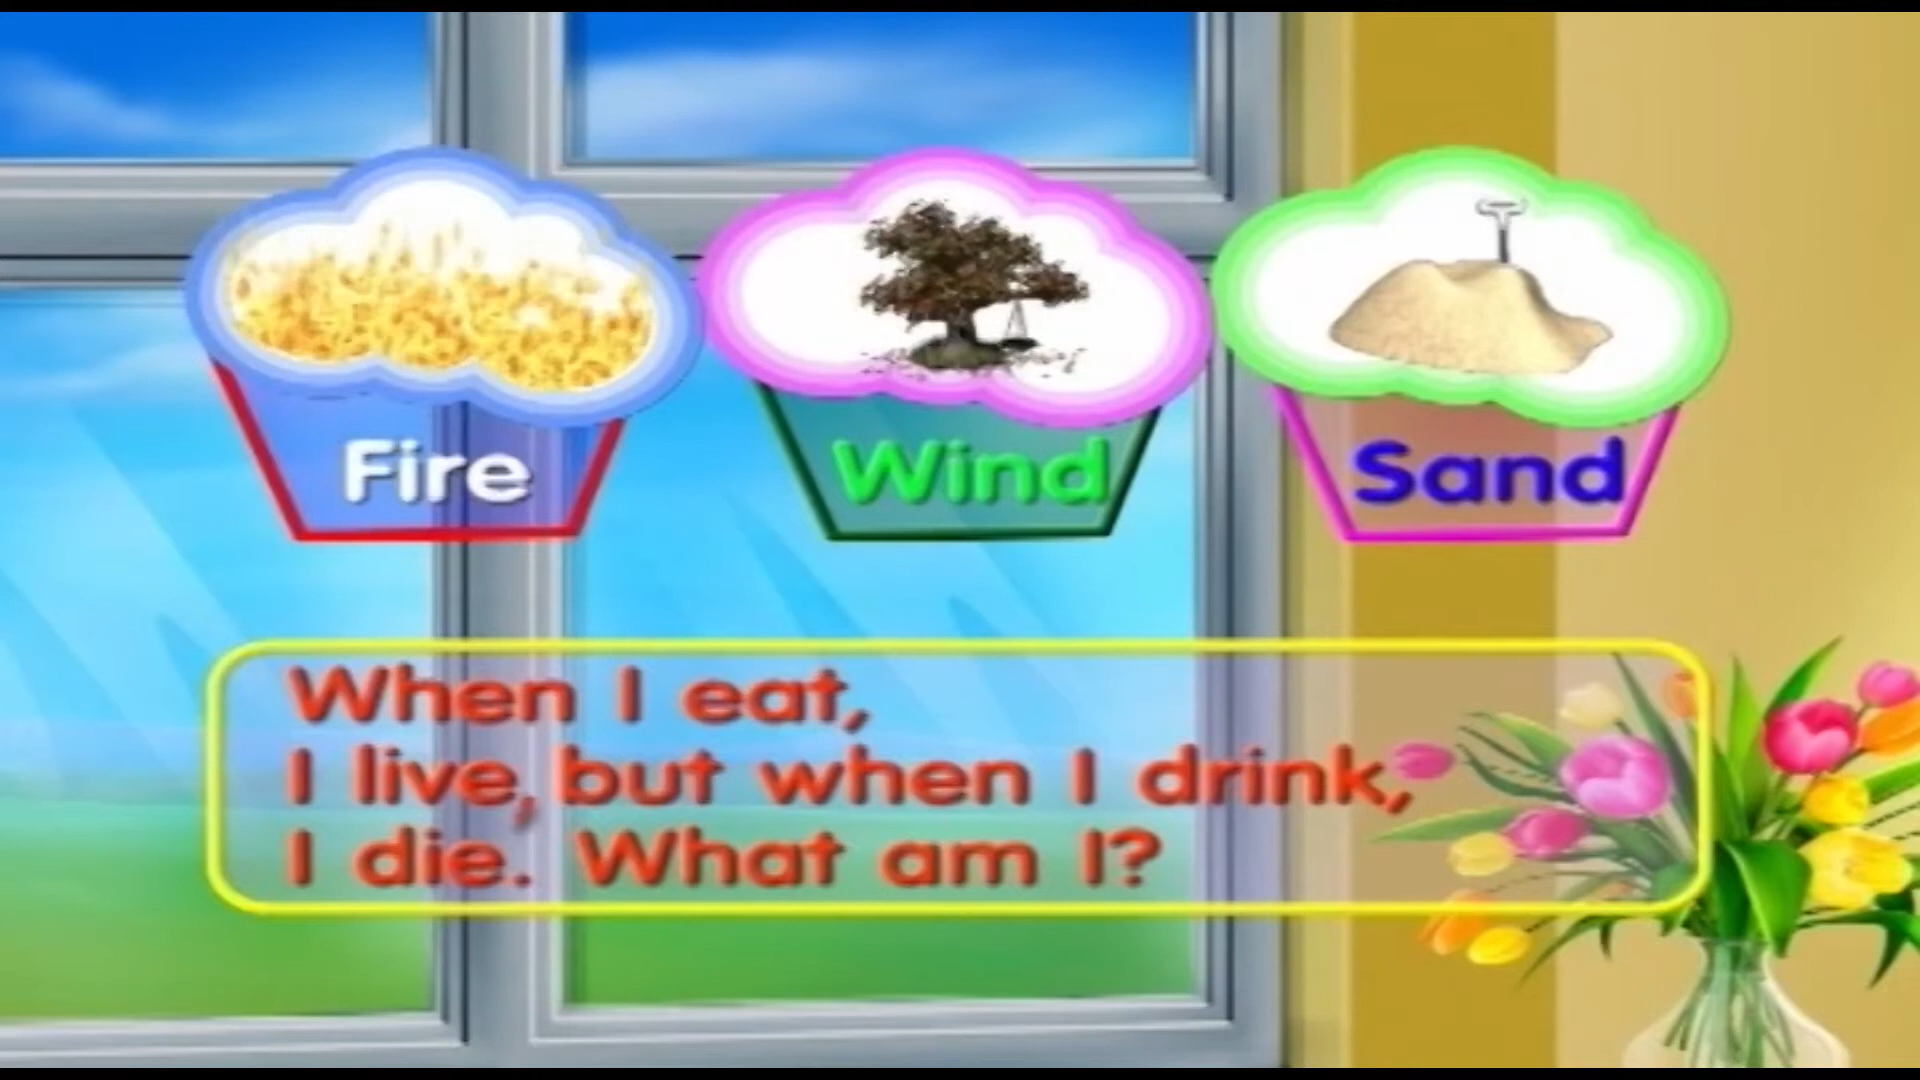 Fire
Wind
Sand
When I eat,
I live, but when I drink,
I die. What am I?